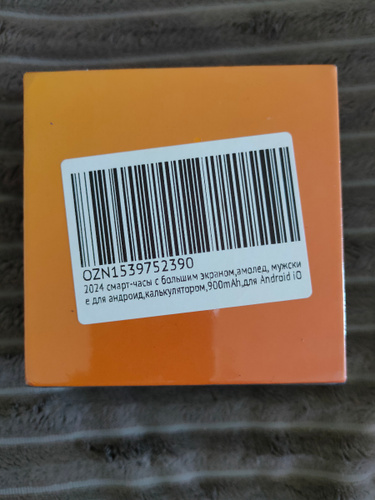 OZN1539752390
2024 смарт-часы с большим экраном,амолед, мужски
е для андроид,калькулятором,900mAh,для Android iO